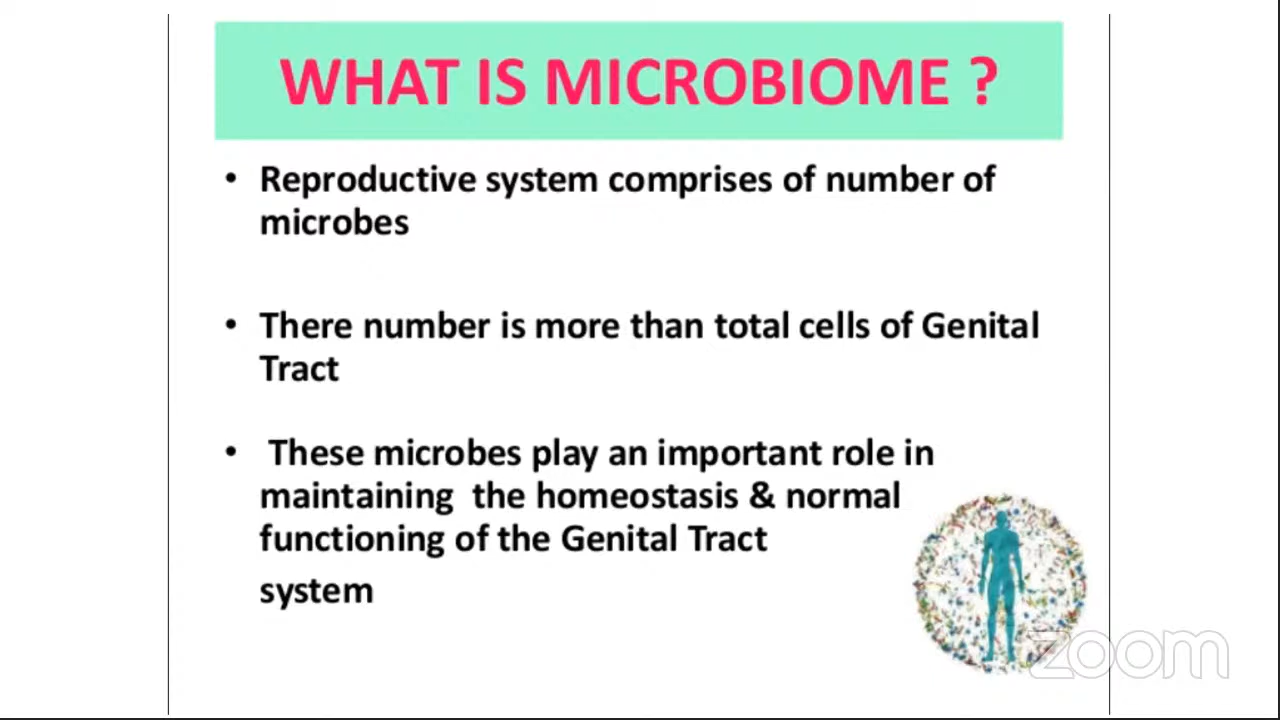 WHAT IS MICROBIOME ?
• Reproductive system comprises of number of
microbes
• There number is more than total cells of Genital
Tract
• These microbes play an important role in
maintaining the homeostasis & normal
functioning of the Genital Tract
system
zoom